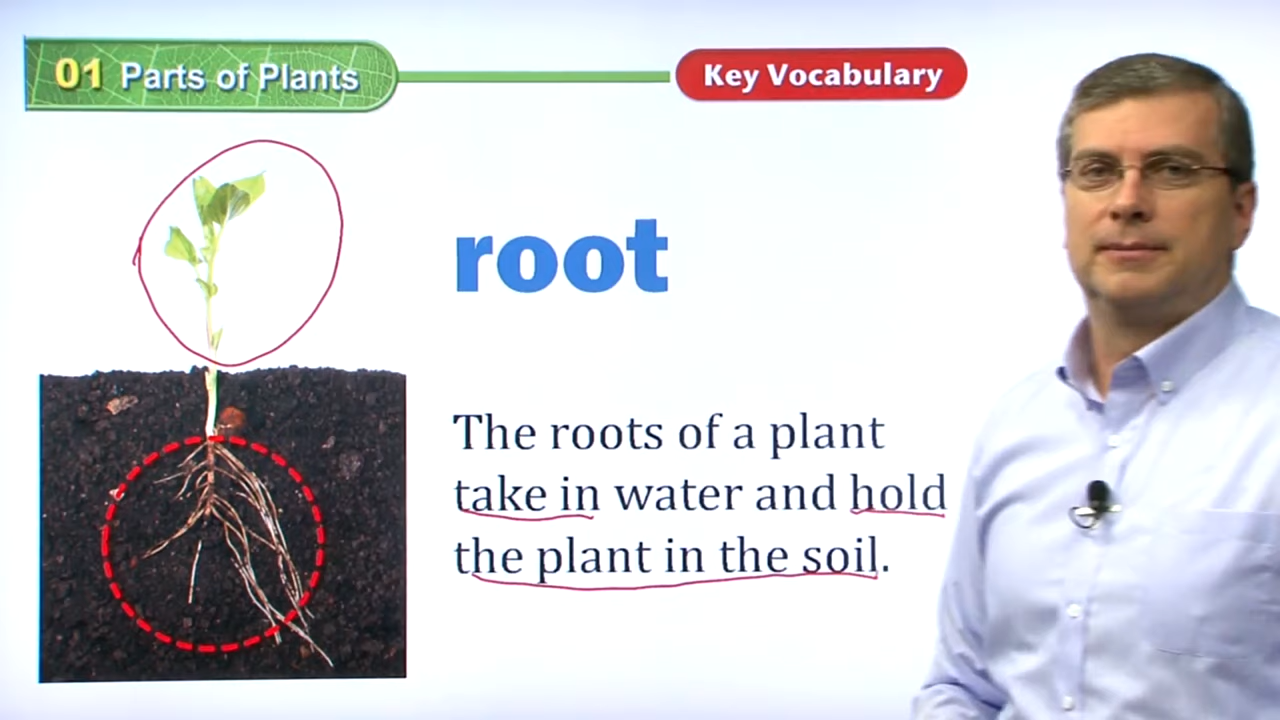 01 Parts of Plants
Key Vocabulary
root
The roots of a plant
take in water and hold
the plant in the soil.